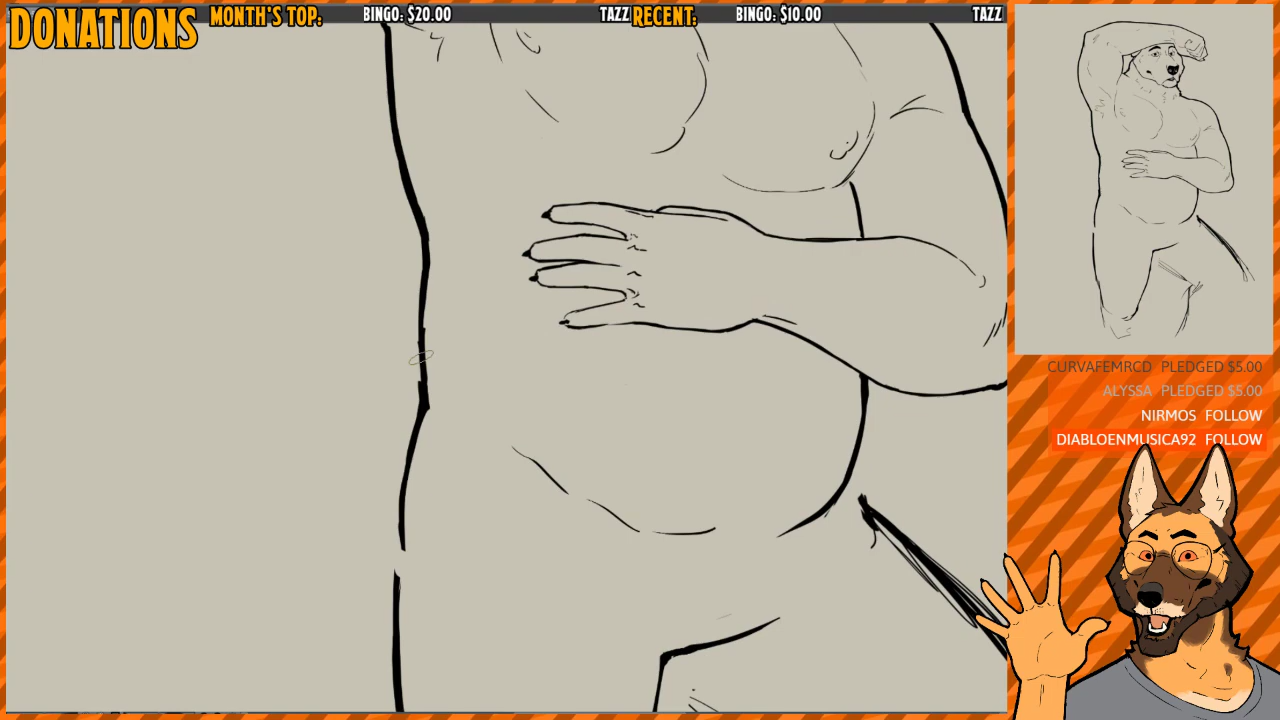 DONATIONS
MONTH'S TOP: BINGO: $20.00 TAZZ
RECENT: BINGO: $10.00 TAZZ
CURVAFEMRCD PLEDGED $5.00
ALYSSA PLEDGED $5.00
NIRMOS FOLLOW
DIABLOENMUSICA92 FOLLOW